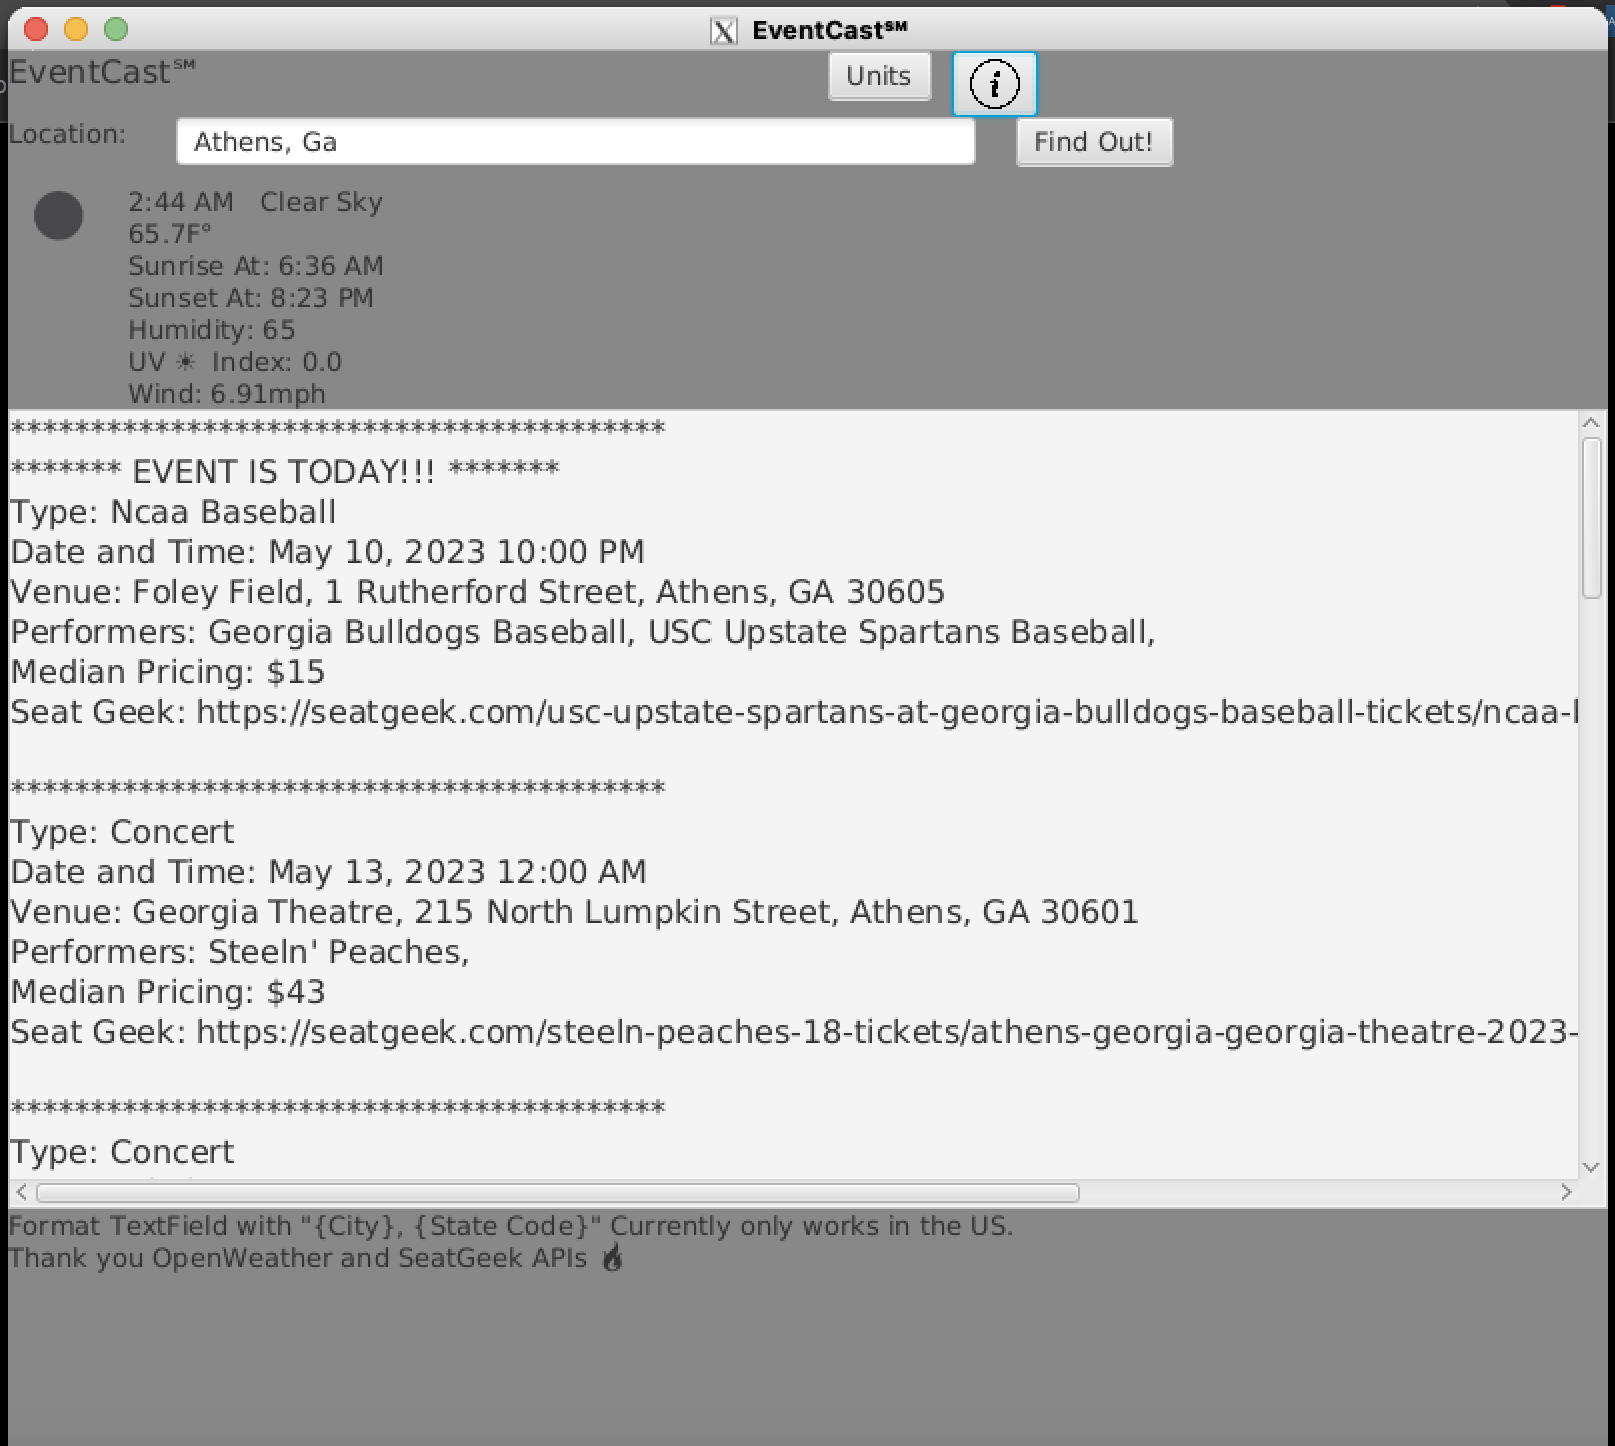 EventCast℠
EventCast℠
Units
i
Location:
Athens, Ga
Find Out!
2:44 AM   Clear Sky
65.7F°
Sunrise At: 6:36 AM
Sunset At: 8:23 PM
Humidity: 65
UV ☀ Index: 0.0
Wind: 6.91mph
*****************************************
******* EVENT IS TODAY!!! *******
Type: Ncaa Baseball
Date and Time: May 10, 2023 10:00 PM
Venue: Foley Field, 1 Rutherford Street, Athens, GA 30605
Performers: Georgia Bulldogs Baseball, USC Upstate Spartans Baseball,
Median Pricing: $15
Seat Geek: https://seatgeek.com/usc-upstate-spartans-at-georgia-bulldogs-baseball-tickets/ncaa-
*****************************************
Type: Concert
Date and Time: May 13, 2023 12:00 AM
Venue: Georgia Theatre, 215 North Lumpkin Street, Athens, GA 30601
Performers: Steeln' Peaches,
Median Pricing: $43
Seat Geek: https://seatgeek.com/steeln-peaches-18-tickets/athens-georgia-georgia-theatre-2023-
*****************************************
Type: Concert
Format TextField with "{City}, {State Code}" Currently only works in the US.
Thank you OpenWeather and SeatGeek APIs 🔥